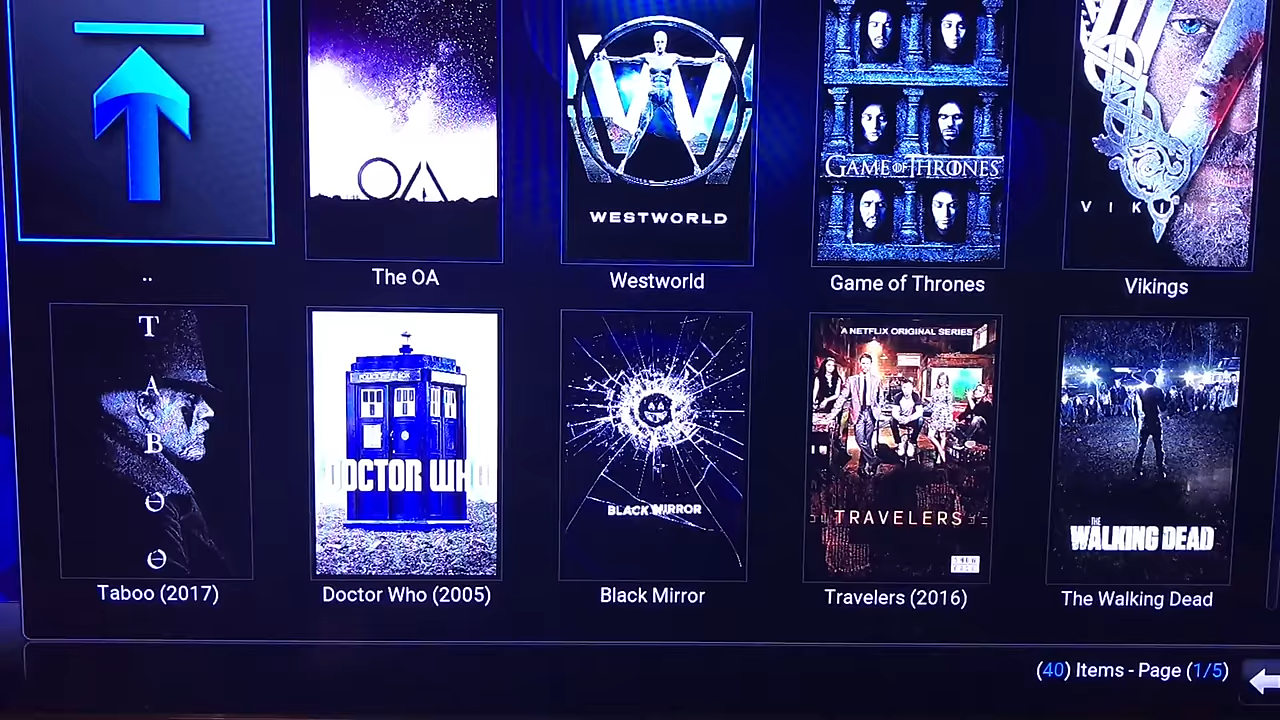 OA
WESTWORLD
GAME OF THRONES
VIKINGS
..
The OA
Westworld
Game of Thrones
Vikings
T
A
B
O
O
DOCTOR WHO
BLACK MIRROR
A NETFLIX ORIGINAL SERIES
TRAVELERS
THE
WALKING DEAD
Taboo (2017)
Doctor Who (2005)
Black Mirror
Travelers (2016)
The Walking Dead
(40) Items - Page (1/5)